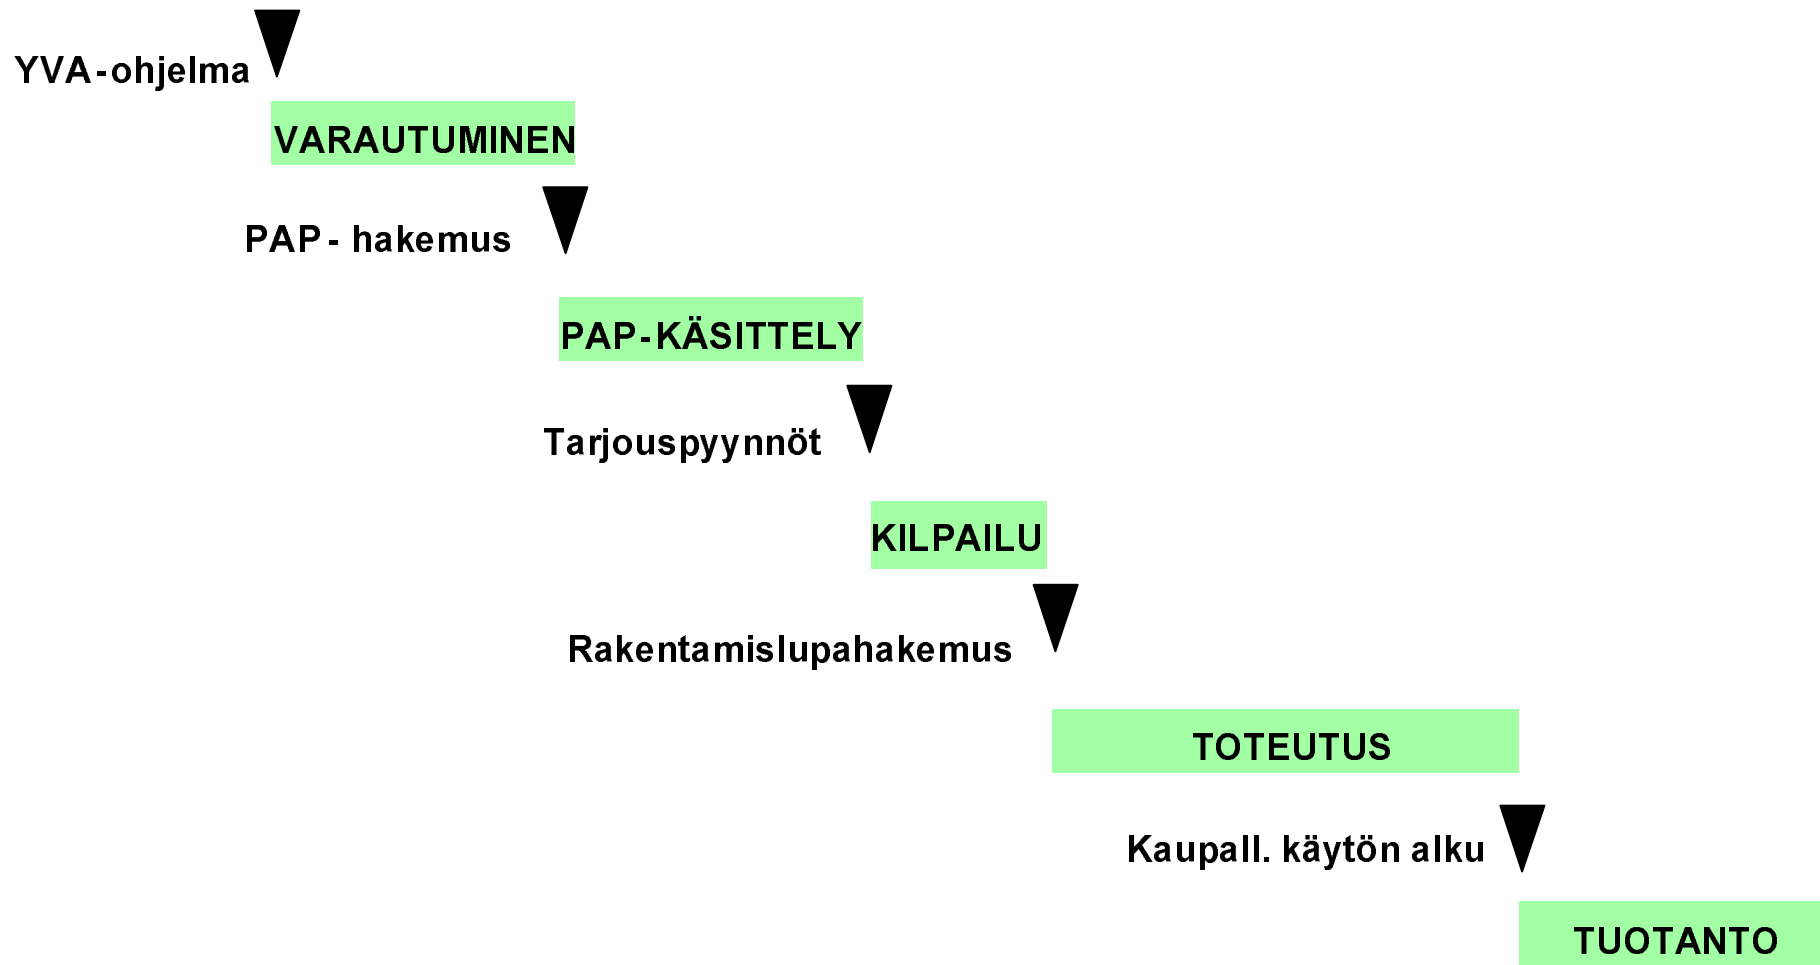 YVA-ohjelma
VARAUTUMINEN
PAP- hakemus
PAP-KÄSITTELY
Tarjouspyynnöt
KILPAILU
Rakentamislupahakemus
TOTEUTUS
Kaupall. käytön alku
TUOTANTO